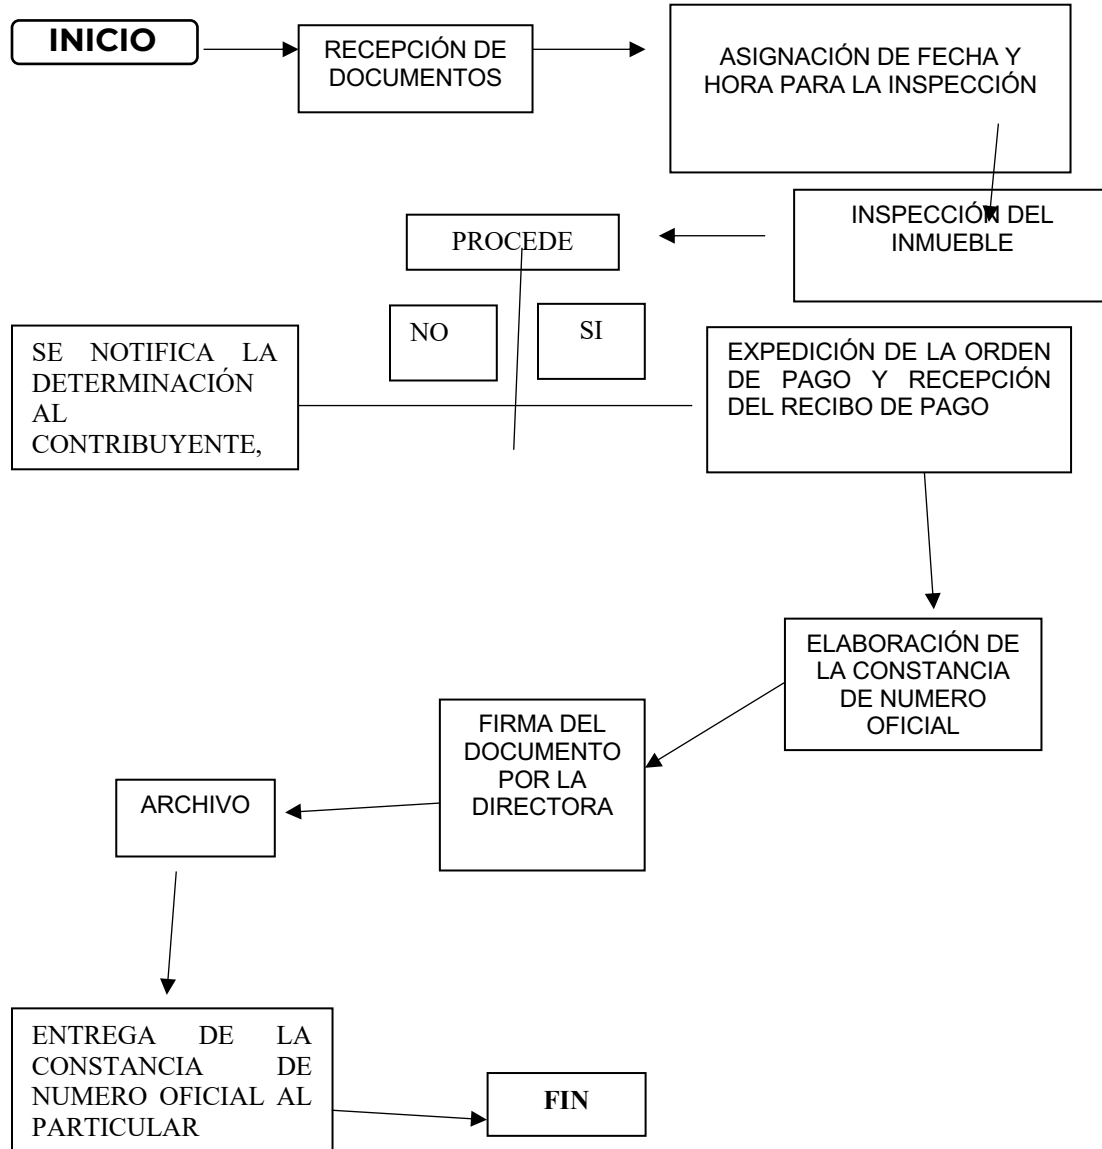 INICIO
RECEPCIÓN DE
DOCUMENTOS
ASIGNACIÓN DE FECHA Y
HORA PARA LA INSPECCIÓN
INSPECCIÓN DEL
INMUEBLE
PROCEDE
NO
SI
SE NOTIFICA LA
DETERMINACIÓN
AL
CONTRIBUYENTE,
EXPEDICIÓN DE LA ORDEN
DE PAGO Y RECEPCIÓN
DEL RECIBO DE PAGO
ELABORACIÓN DE
LA CONSTANCIA
DE NUMERO
OFICIAL
FIRMA DEL
DOCUMENTO
POR LA
DIRECTORA
ARCHIVO
ENTREGA DE LA
CONSTANCIA DE
NUMERO OFICIAL AL
PARTICULAR
FIN